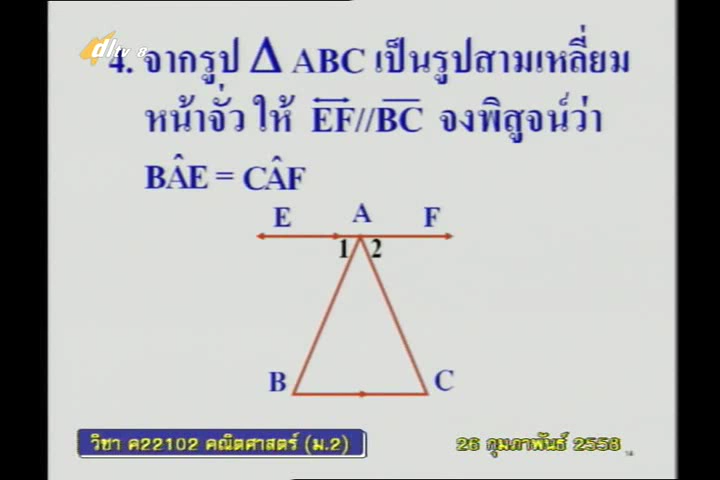 dltv 8
4. จากรูป Δ ABC เป็นรูปสามเหลี่ยม
หน้าจั่ว ให้ EF//BC จงพิสูจน์ว่า
BÂE = CÂF
E A F
1 2
B C
วิชา ค22102 คณิตศาสตร์ (ม.2)
26 กุมภาพันธ์ 2558